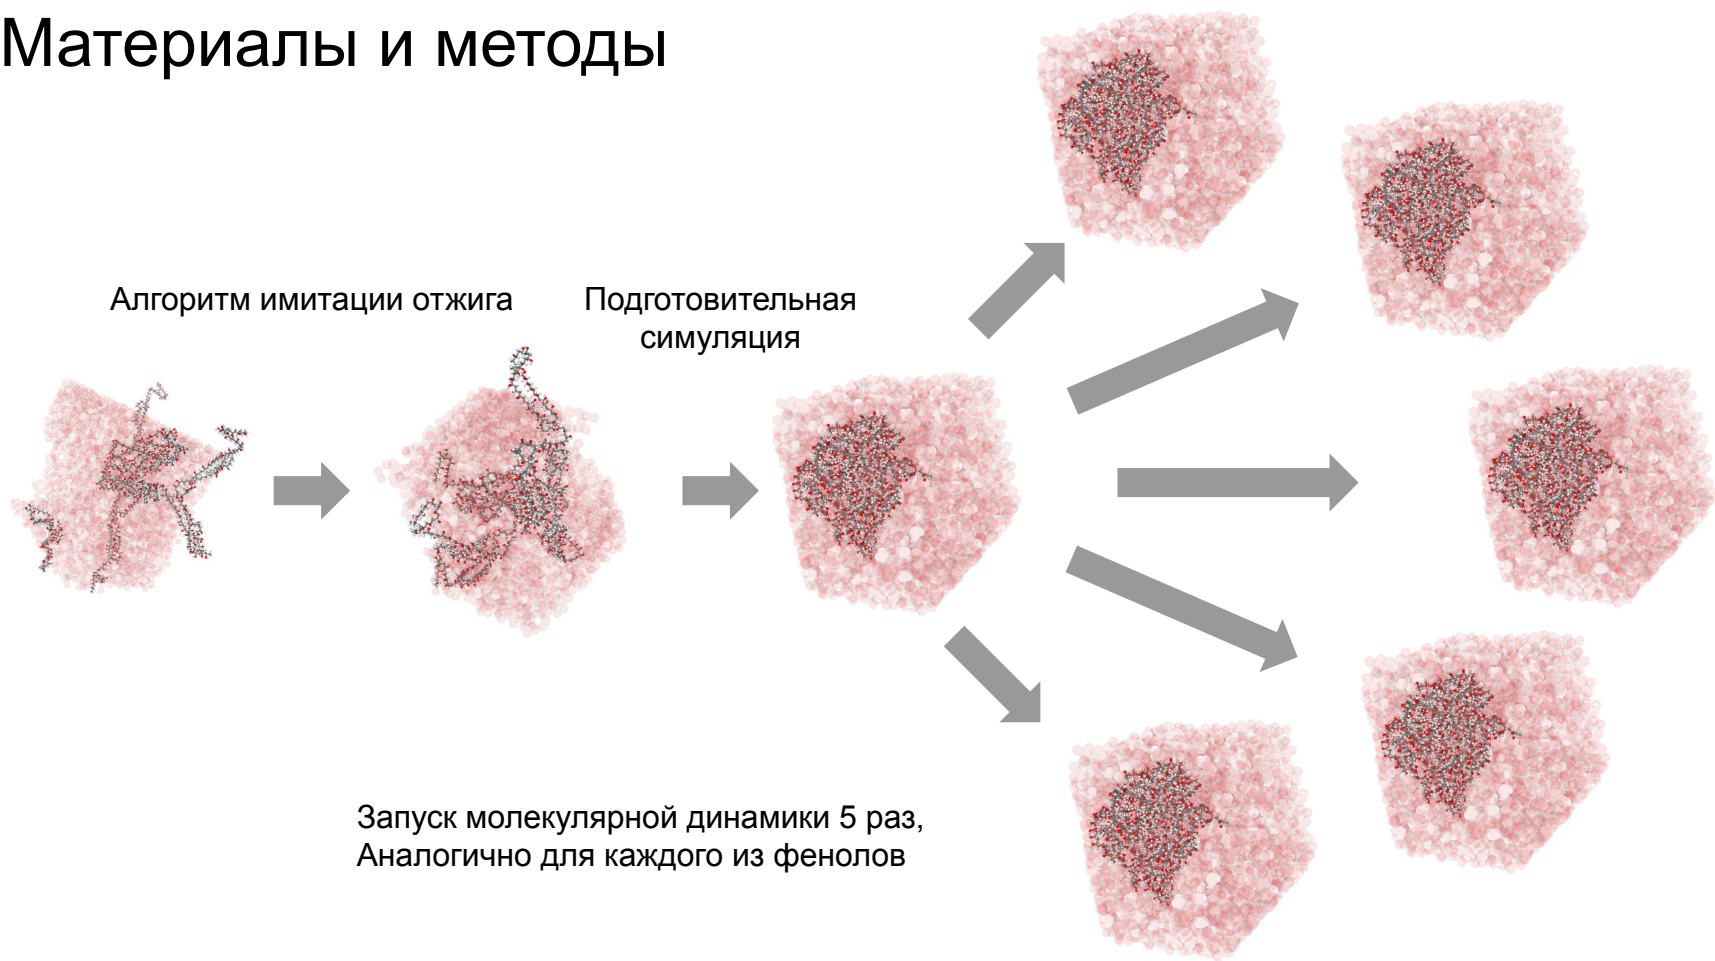 Материалы и методы
Алгоритм имитации отжига
Подготовительная
симуляция
Запуск молекулярной динамики 5 раз,
Аналогично для каждого из фенолов